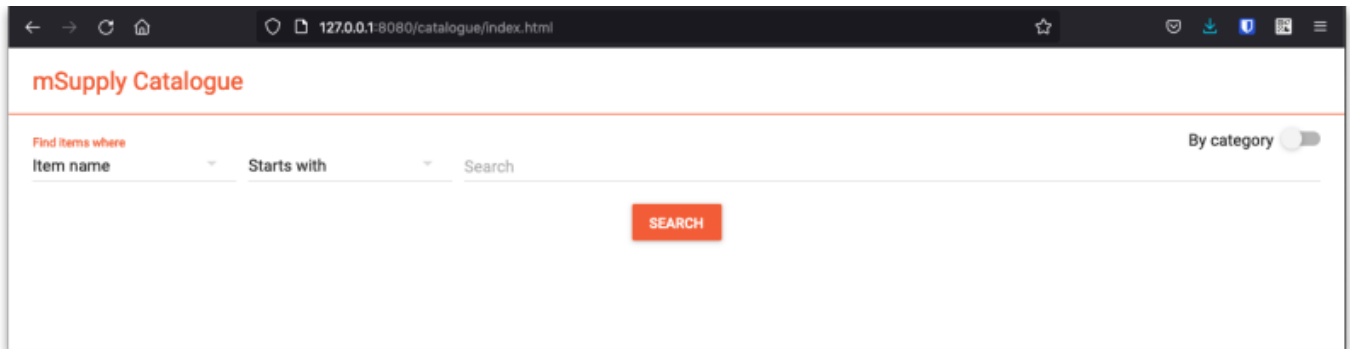 127.0.0.1:8080/catalogue/index.html
mSupply Catalogue
Find items where
By category
Item name
Starts with
Search
SEARCH